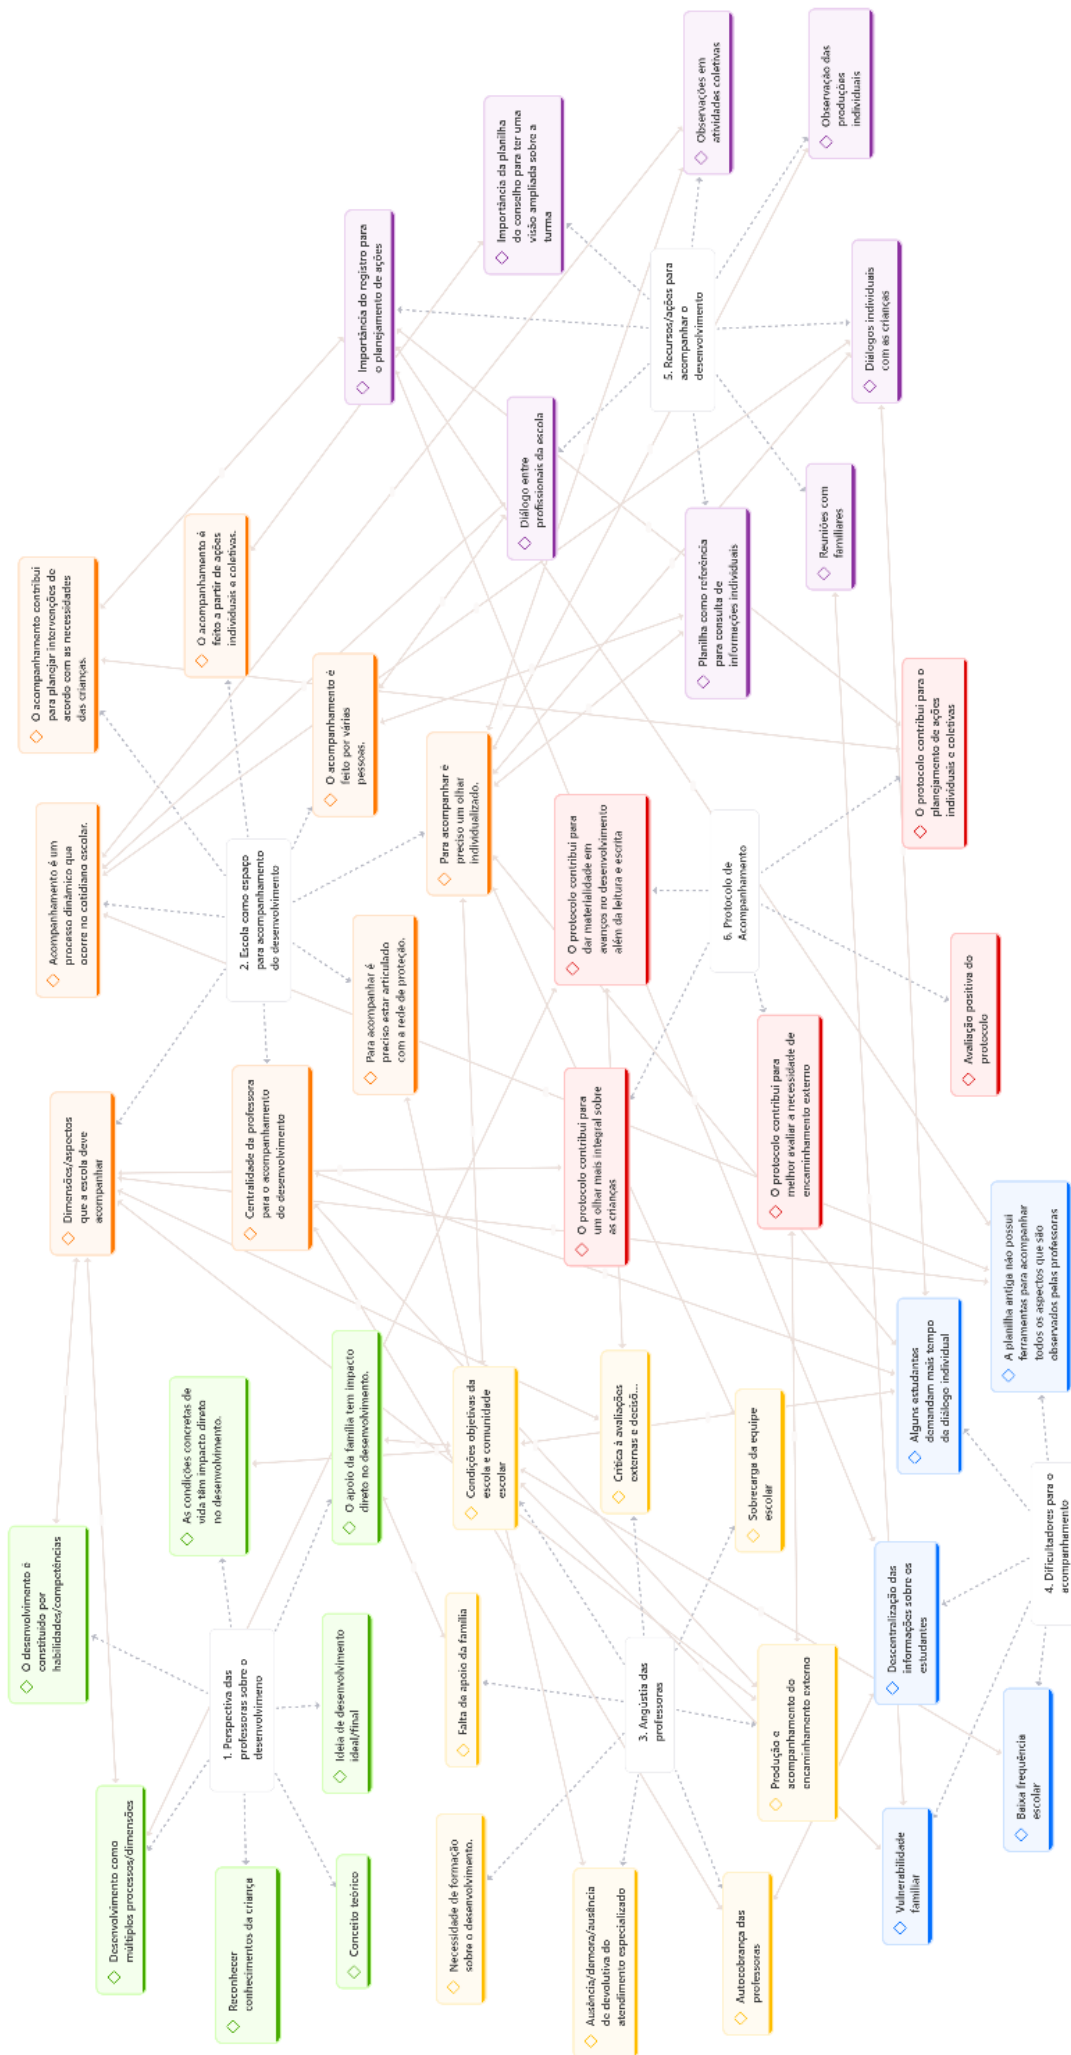 O desenvolvimento é
constituído por
habilidades/competências
Desenvolvimento como
múltiplos processos/dimensões
As condições concretas de
vida têm impacto direto
no desenvolvimento.
1. Perspectiva das
professoras sobre o
desenvolvimeno
Reconhecer
conhecimentos da criança
O apoio da família tem impacto
direto no desenvolvimento.
Ideia de desenvolvimento
ideal/final
Conceito teórico
Dimensões/aspectos
que a escola deve
acompanhar
Acompanhamento é um
processo dinâmico que
ocorre no cotidiano escolar.
O acompanhamento contribui
para planejar intervenções de
acordo com as necessidades
das crianças.
O acompanhamento é
feito a partir de ações
individuais e coletivas.
2. Escola como espaço
para acompanhamento
do desenvolvimento
Centralidade da professora
para o acompanhamento
do desenvolvimento
O acompanhamento é
feito por várias
pessoas.
Para acompanhar é
preciso estar articulado
com a rede de proteção.
Para acompanhar é
preciso um olhar
individualizado.
Necessidade de formação
sobre o desenvolvimento.
Falta de apoio da família
Condições objetivas da
escola e comunidade
escolar
Ausência/demora/ausência
de devolutiva do
atendimento especializado
3. Angústia das
professoras
Crítica à avaliações
externas e decisõ...
Autocobrança das
professoras
Produção e
acompanhamento do
encaminhamento externo
Sobrecarga da equipe
escolar
Vulnerabilidade
familiar
Descentralização das
informações sobre os
estudantes
Alguns estudantes
demandam mais tempo
de diálogo individual
Baixa frequência
escolar
4. Dificultadores para o
acompanhamento
A planilha antiga não possui
ferramentas para acompanhar
todos os aspectos que são
observados pelas professoras
Importância do registro para
o planejamento de ações
Importância da planilha
do conselho para ter uma
visão ampliada sobre a
turma
Diálogo entre
profissionais da escola
5. Recursos/ações para
acompanhar o
desenvolvimento
Observações em
atividades coletivas
Observação das
produções
individuais
Planilha como referência
para consulta de
informações individuais
Reuniões com
familiares
Diálogos individuais
com as crianças
O protocolo contribui para
um olhar mais integral sobre
as crianças
O protocolo contribui para
dar materialidade em
avanços no desenvolvimento
além da leitura e escrita
6. Protocolo de
Acompanhamento
O protocolo contribui para
melhor avaliar a necessidade de
encaminhamento externo
Avaliação positiva do
protocolo
O protocolo contribui para o
planejamento de ações
individuais e coletivas